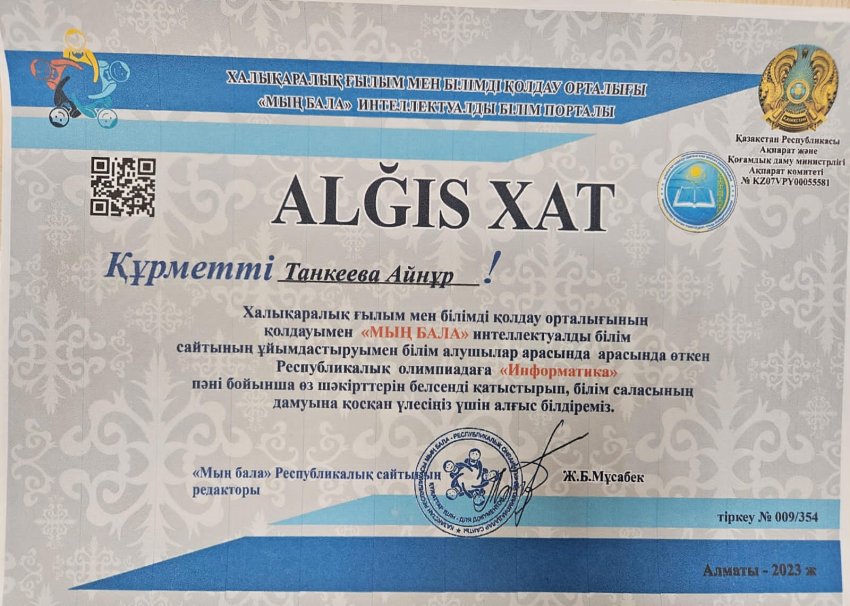 ХАЛЫҚАРАЛЫҚ ҒЫЛЫМ МЕН БІЛІМДІ ҚОЛДАУ ОРТАЛЫҒЫ
«МЫҢ БАЛА» ИНТЕЛЛЕКТУАЛДЫ БІЛІМ ПОРТАЛЫ
Қазақстан Республикасы
Ақпарат және
Қоғамдық даму министрлігі
Ақпарат комитеті
№ KZ07VPY00055581
ALĞIS XAT
Құрметті Танкеева Айнұр !
Халықаралық ғылым мен білімді қолдау орталығының
қолдауымен «МЫҢ БАЛА» интеллектуалды білім
сайтының ұйымдастыруымен білім алушылар арасында арасында өткен
Республикалық олимпиадаға «Информатика»
пәні бойынша өз шәкірттерін белсенді қатыстырып, білім саласының
дамуына қосқан үлесіңіз үшін алғыс білдіреміз.
«Мың бала» Республикалық сайтының
редакторы
Ж.Б.Мұсабек
тіркеу № 009/354
Алматы - 2023 ж